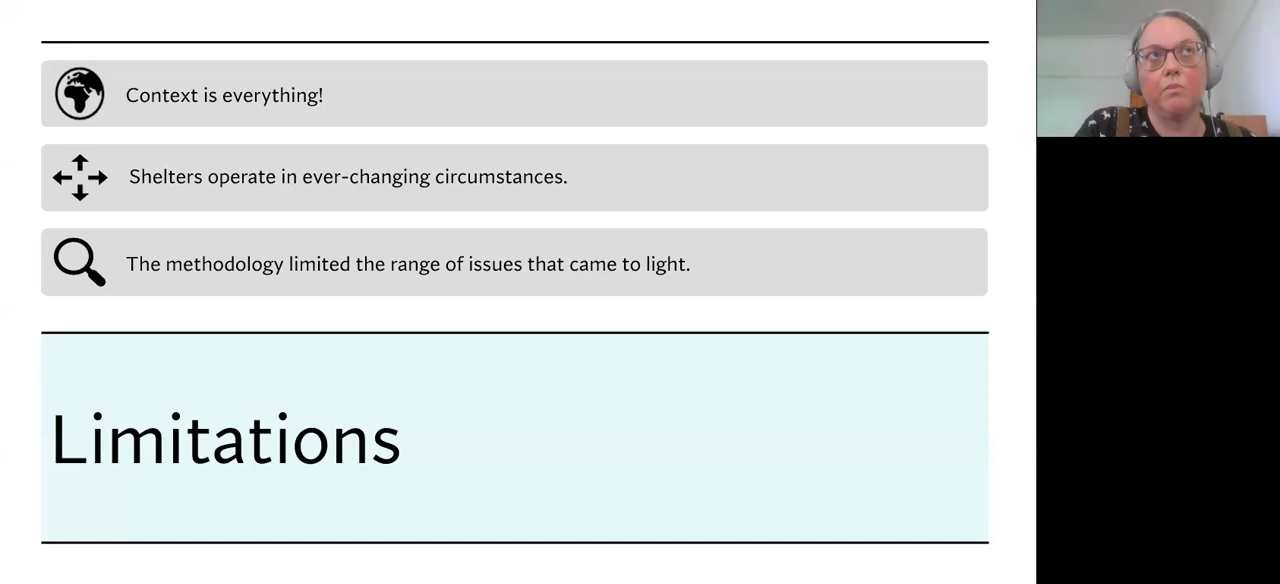 Context is everything!
Shelters operate in ever-changing circumstances.
The methodology limited the range of issues that came to light.
Limitations